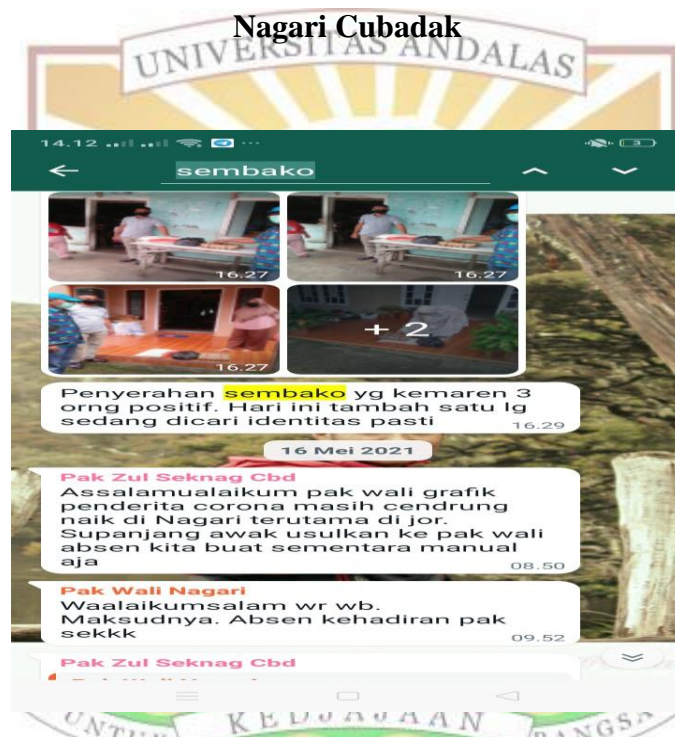 Nagari Cubadak
UNIVERSITAS ANDALAS
14.12
sembako
16.27
16.27
16.27
+ 2
Penyerahan sembako yg kemaren 3
orng positif. Hari ini tambah satu lg
sedang dicari identitas pasti
16.29
16 Mei 2021
Pak Zul Seknag Cbd
Assalamualaikum pak wali grafik
penderita corona masih cendrung
naik di Nagari terutama di jor.
Supanjang awak usulkan ke pak wali
absen kita buat sementara manual
aja
08.50
Pak Wali Nagari
Waalaikumsalam wr wb.
Maksudnya. Absen kehadiran pak
sekkk
09.52
Pak Zul Seknag Cbd
UNTUK KEDJAJAAN BANGSA